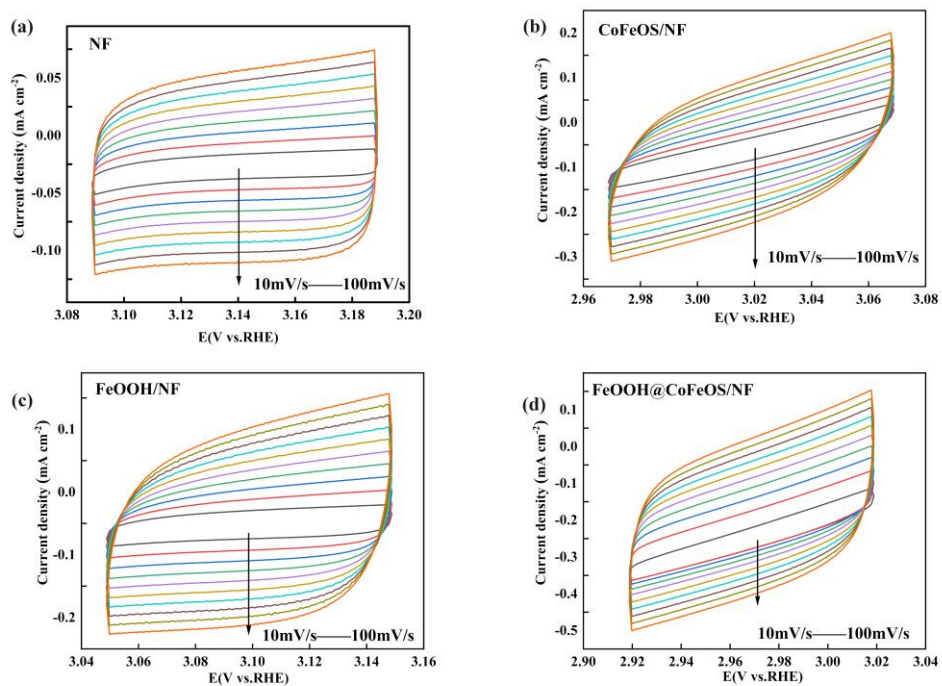 (a)
NF
0.05
0.00
-0.05
-0.10
Current density (mA cm-2)
10mV/s——100mV/s
3.08 3.10 3.12 3.14 3.16 3.18 3.20
E(V vs.RHE)
(b)
CoFeOS/NF
0.2
0.1
0.0
-0.1
-0.2
-0.3
Current density (mA cm-2)
10mV/s——100mV/s
2.96 2.98 3.00 3.02 3.04 3.06 3.08
E(V vs.RHE)
(c)
FeOOH/NF
0.1
0.0
-0.1
-0.2
Current density (mA cm-2)
10mV/s——100mV/s
3.04 3.06 3.08 3.10 3.12 3.14 3.16
E(V vs.RHE)
(d)
FeOOH@CoFeOS/NF
0.1
0.0
-0.1
-0.2
-0.3
-0.4
-0.5
Current density (mA cm-2)
10mV/s——100mV/s
2.90 2.92 2.94 2.96 2.98 3.00 3.02 3.04
E(V vs.RHE)